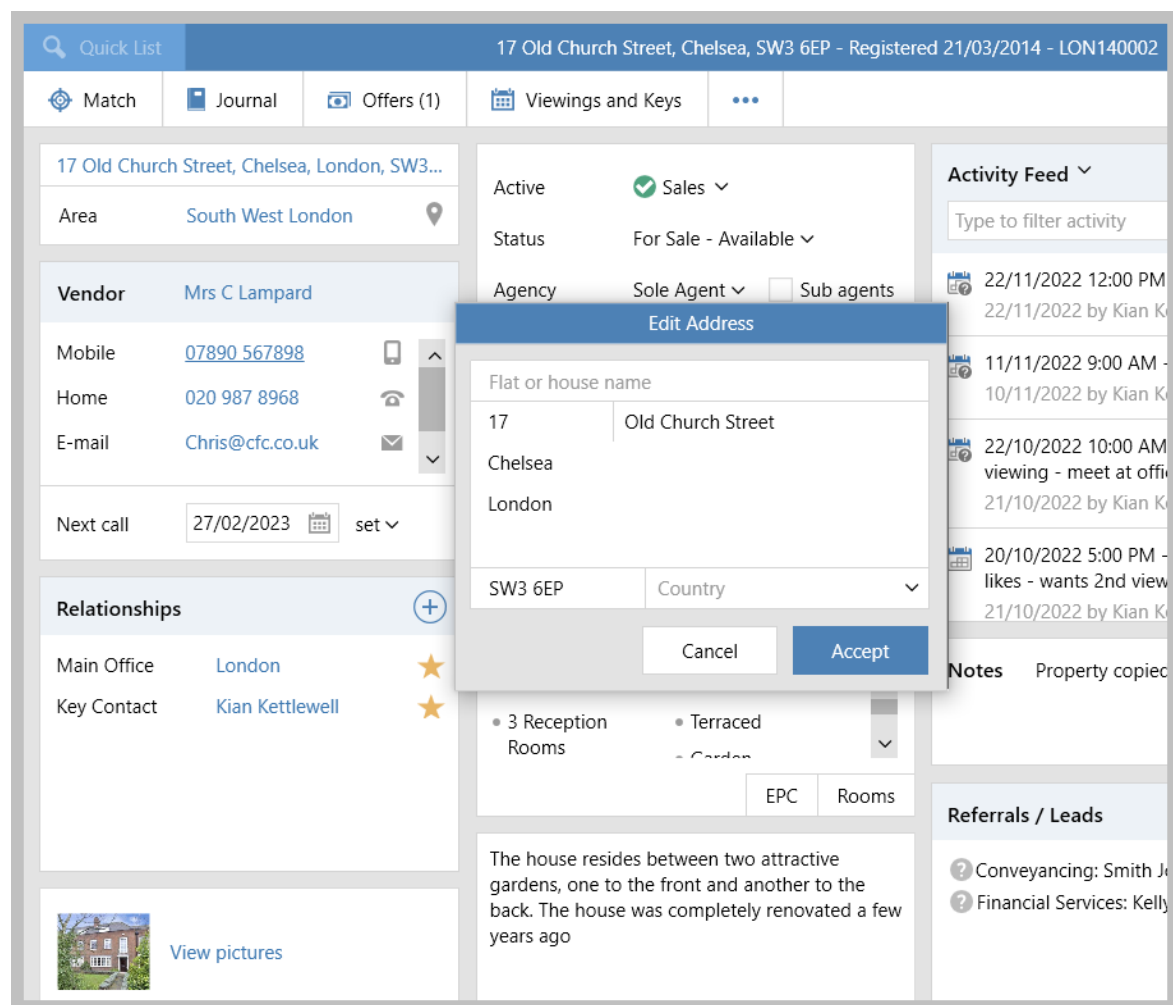 Quick List
17 Old Church Street, Chelsea, SW3 6EP - Registered 21/03/2014 - LON140002
Match
Journal
Offers (1)
Viewings and Keys
17 Old Church Street, Chelsea, London, SW3...
Area South West London
Vendor Mrs C Lampard
Mobile 07890 567898
Home 020 987 8968
E-mail Chris@cfc.co.uk
Next call 27/02/2023 set
Relationships
Main Office London
Key Contact Kian Kettlewell
View pictures
Active Sales
Status For Sale - Available
Agency Sole Agent Sub agents
Edit Address
Flat or house name
17 Old Church Street
Chelsea
London
SW3 6EP Country
Cancel Accept
3 Reception
Rooms
Terraced
Garden
EPC Rooms
The house resides between two attractive
gardens, one to the front and another to the
back. The house was completely renovated a few
years ago
Activity Feed
Type to filter activity
22/11/2022 12:00 PM
22/11/2022 by Kian
11/11/2022 9:00 AM -
10/11/2022 by Kian
22/10/2022 10:00 AM
viewing - meet at
21/10/2022 by Kian
20/10/2022 5:00 PM -
likes - wants 2nd view
21/10/2022 by Kian
Notes Property copied
Referrals / Leads
Conveyancing: Smith
Financial Services: Kelly